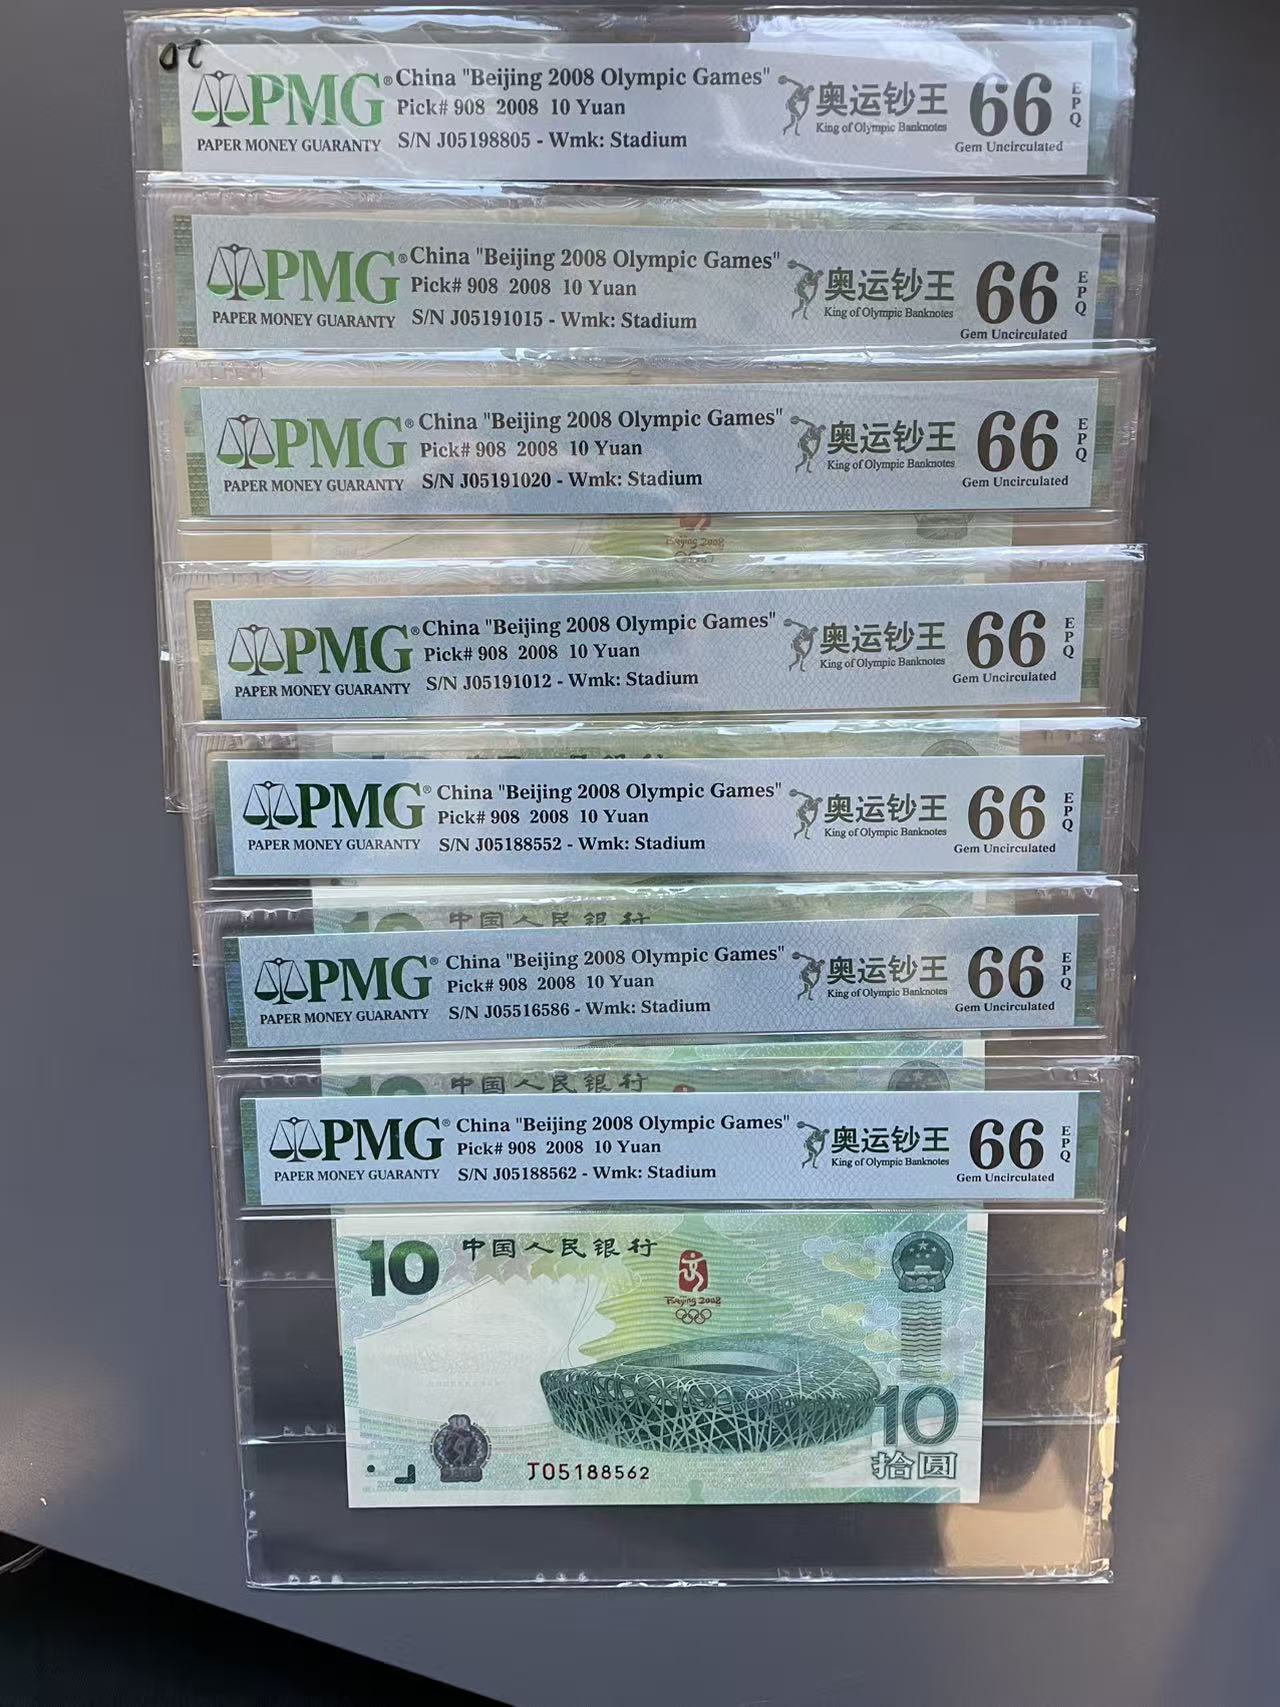 02
PMG® China "Beijing 2008 Olympic Games" 奥运钞王 66 EPQ
Pick# 908 2008 10 Yuan King of Olympic Banknotes
PAPER MONEY GUARANTY S/N J05198805 - Wmk: Stadium Gem Uncirculated
PMG® China "Beijing 2008 Olympic Games" 奥运钞王 66 EPQ
Pick# 908 2008 10 Yuan King of Olympic Banknotes
PAPER MONEY GUARANTY S/N J05191015 - Wmk: Stadium Gem Uncirculated
PMG® China "Beijing 2008 Olympic Games" 奥运钞王 66 EPQ
Pick# 908 2008 10 Yuan King of Olympic Banknotes
PAPER MONEY GUARANTY S/N J05191020 - Wmk: Stadium Gem Uncirculated
Beijing 2008
PMG® China "Beijing 2008 Olympic Games" 奥运钞王 66 EPQ
Pick# 908 2008 10 Yuan King of Olympic Banknotes
PAPER MONEY GUARANTY S/N J05191012 - Wmk: Stadium Gem Uncirculated
PMG® China "Beijing 2008 Olympic Games" 奥运钞王 66 EPQ
Pick# 908 2008 10 Yuan King of Olympic Banknotes
PAPER MONEY GUARANTY S/N J05188552 - Wmk: Stadium Gem Uncirculated
10 中国人民银行
PMG® China "Beijing 2008 Olympic Games" 奥运钞王 66 EPQ
Pick# 908 2008 10 Yuan King of Olympic Banknotes
PAPER MONEY GUARANTY S/N J05516586 - Wmk: Stadium Gem Uncirculated
10 中国人民银行
PMG® China "Beijing 2008 Olympic Games" 奥运钞王 66 EPQ
Pick# 908 2008 10 Yuan King of Olympic Banknotes
PAPER MONEY GUARANTY S/N J05188562 - Wmk: Stadium Gem Uncirculated
10 中国人民银行
Beijing 2008
10
拾圆
J05188562